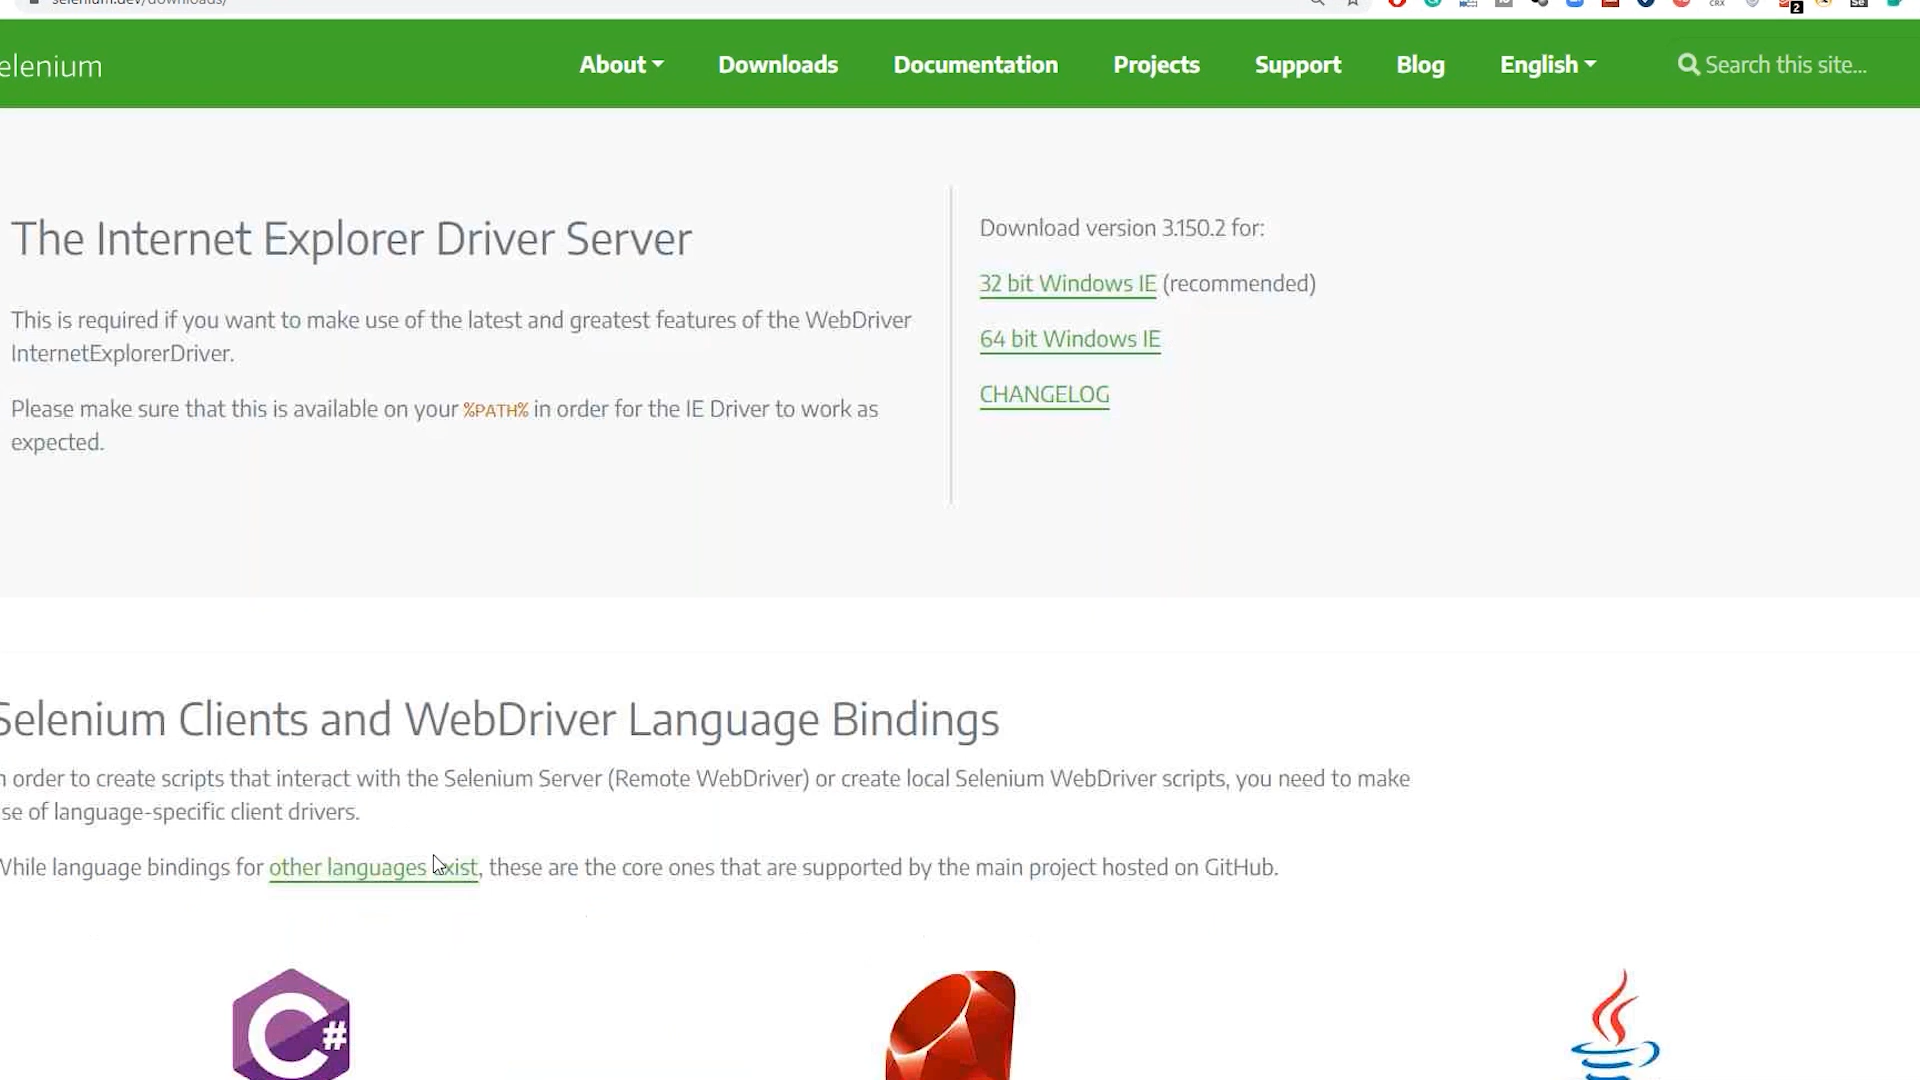 selenium.dev/downloads/
elenium
About
Downloads
Documentation
Projects
Support
Blog
English
Search this site...
The Internet Explorer Driver Server
This is required if you want to make use of the latest and greatest features of the WebDriver
InternetExplorerDriver.
Please make sure that this is available on your %PATH% in order for the IE Driver to work as
expected.
Download version 3.150.2 for:
32 bit Windows IE (recommended)
64 bit Windows IE
CHANGELOG
Selenium Clients and WebDriver Language Bindings
n order to create scripts that interact with the Selenium Server (Remote WebDriver) or create local Selenium WebDriver scripts, you need to make
se of language-specific client drivers.
While language bindings for other languages exist, these are the core ones that are supported by the main project hosted on GitHub.
C#